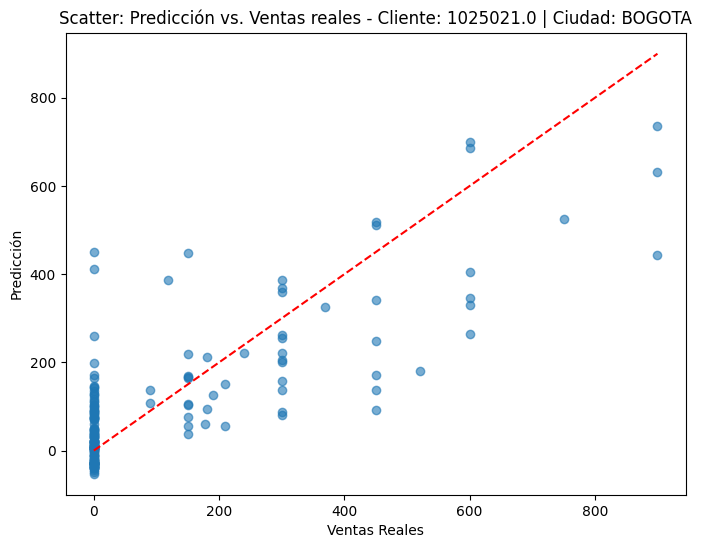 Scatter: Predicción vs. Ventas reales - Cliente: 1025021.0 | Ciudad: BOGOTA
Predicción
800
600
400
200
0
0 200 400 600 800
Ventas Reales